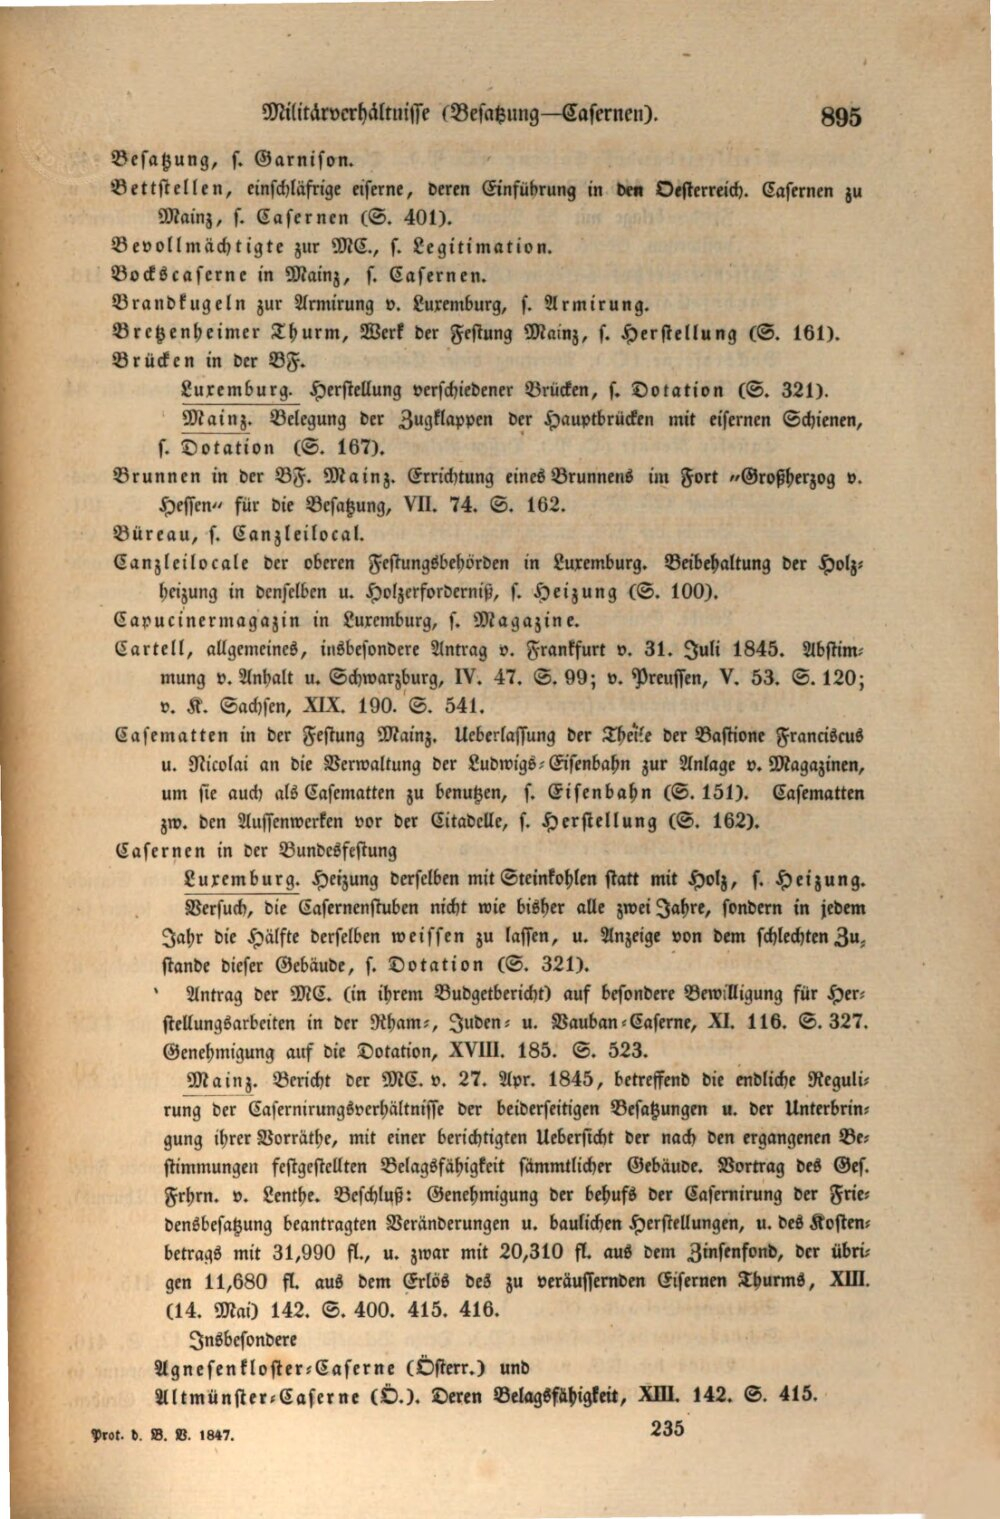 Militärverhältnisse (Besatzung—Casernen). 895
Besatzung, s. Garnison.
Bettstellen, einschläfrige eiserne, deren Einführung in den Oesterreich. Casernen zu
Mainz, s. Casernen (S. 401).
Bevollmächtigte zur MC., s. Legitimation.
Bockscaserne in Mainz, s. Casernen.
Brandkugeln zur Armirung v. Luxemburg, s. Armirung.
Bretzenheimer Thurm, Werk der Festung Mainz, s. Herstellung (S. 161).
Brücken in der BF.
Luxemburg. Herstellung verschiedener Brücken, s. Dotation (S. 321).
Mainz. Belegung der Zugklappen der Hauptbrücken mit eisernen Schienen,
s. Dotation (S. 167).
Brunnen in der BF. Mainz. Errichtung eines Brunnens im Fort „Großherzog v.
Hessen“ für die Besatzung, VII. 74. S. 162.
Büreau, s. Canzleilocal.
Canzleilocale der oberen Festungsbehörden in Luxemburg. Beibehaltung der Holz-
heizung in denselben u. Holzerforderniß, s. Heizung (S. 100).
Capucinermagazin in Luxemburg, s. Magazine.
Cartell, allgemeines, insbesondere Antrag v. Frankfurt v. 31. Juli 1845. Abstim-
mung v. Anhalt u. Schwarzburg, IV. 47. S. 99; v. Preussen, V. 53. S. 120;
v. K. Sachsen, XIX. 190. S. 541.
Casematten in der Festung Mainz. Ueberlassung der Theile der Bastione Franciscus
u. Nicolai an die Verwaltung der Ludwigs-Eisenbahn zur Anlage v. Magazinen,
um sie auch als Casematten zu benutzen, s. Eisenbahn (S. 151). Casematten
zw. den Aussenwerken vor der Citadelle, s. Herstellung (S. 162).
Casernen in der Bundesfestung
Luxemburg. Heizung derselben mit Steinkohlen statt mit Holz, s. Heizung.
Versuch, die Casernenstuben nicht wie bisher alle zwei Jahre, sondern in jedem
Jahr die Hälfte derselben weissen zu lassen, u. Anzeige von dem schlechten Zu-
stande dieser Gebäude, s. Dotation (S. 321).
Antrag der MC. (in ihrem Budgetbericht) auf besondere Bewilligung für Her-
stellungsarbeiten in der Rham-, Juden- u. Vauban-Caserne, XI. 116. S. 327.
Genehmigung auf die Dotation, XVIII. 185. S. 523.
Mainz. Bericht der MC. v. 27. Apr. 1845, betreffend die endliche Reguli-
rung der Casernirungsverhältnisse der beiderseitigen Besatzungen u. der Unterbrin-
gung ihrer Vorräthe, mit einer berichtigten Uebersicht der nach den ergangenen Be-
stimmungen festgestellten Belagsfähigkeit sämmtlicher Gebäude. Vortrag des Ges.
Frhrn. v. Lenthe. Beschluß: Genehmigung der behufs der Casernirung der Frie-
densbesatzung beantragten Veränderungen u. baulichen Herstellungen, u. des Kosten-
betrags mit 31,990 fl., u. zwar mit 20,310 fl. aus dem Zinsenfond, der übri-
gen 11,680 fl. aus dem Erlös des zu veräussernden Eisernen Thurms, XIII.
(14. Mai) 142. S. 400. 415. 416.
Insbesondere
Agnesenkloster-Caserne (Österr.) und
Altmünster-Caserne (Ö.). Deren Belagsfähigkeit, XIII. 142. S. 415.
Prot. d. B. V. 1847. 235